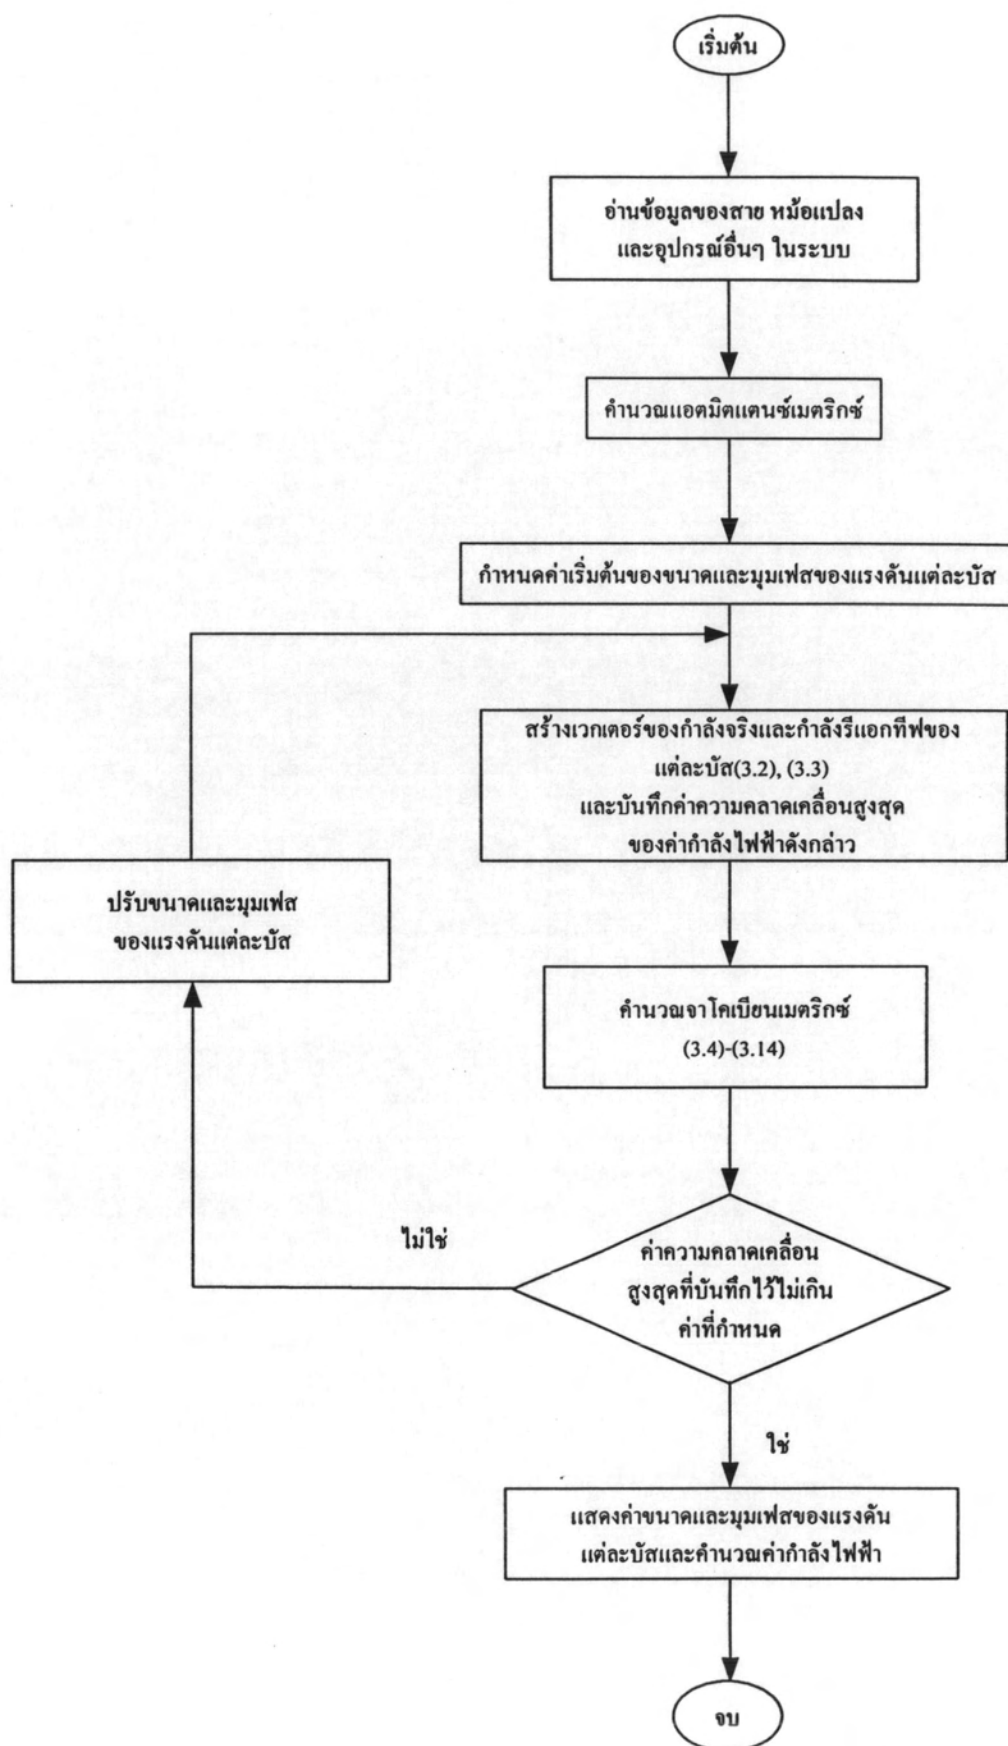 เริ่มต้น
อ่านข้อมูลของสาย หม้อแปลง
และอุปกรณ์อื่นๆ ในระบบ
คำนวณแอตมิตแตนซ์เมตริกซ์
กำหนดค่าเริ่มต้นของขนาดและมุมเฟสของแรงดันแต่ละบัส
สร้างเวกเตอร์ของกำลังจริงและกำลังรีแอกทีฟของ
แต่ละบัส(3.2), (3.3)
และบันทึกค่าความคลาดเคลื่อนสูงสุด
ของค่ากำลังไฟฟ้าดังกล่าว
ปรับขนาดและมุมเฟส
ของแรงดันแต่ละบัส
คำนวณจาโคเบียนเมตริกซ์
(3.4)-(3.14)
ไม่ใช่
ค่าความคลาดเคลื่อน
สูงสุดที่บันทึกไว้ไม่เกิน
ค่าที่กำหนด
ใช่
แสดงค่าขนาดและมุมเฟสของแรงดัน
แต่ละบัสและคำนวณค่ากำลังไฟฟ้า
จบ